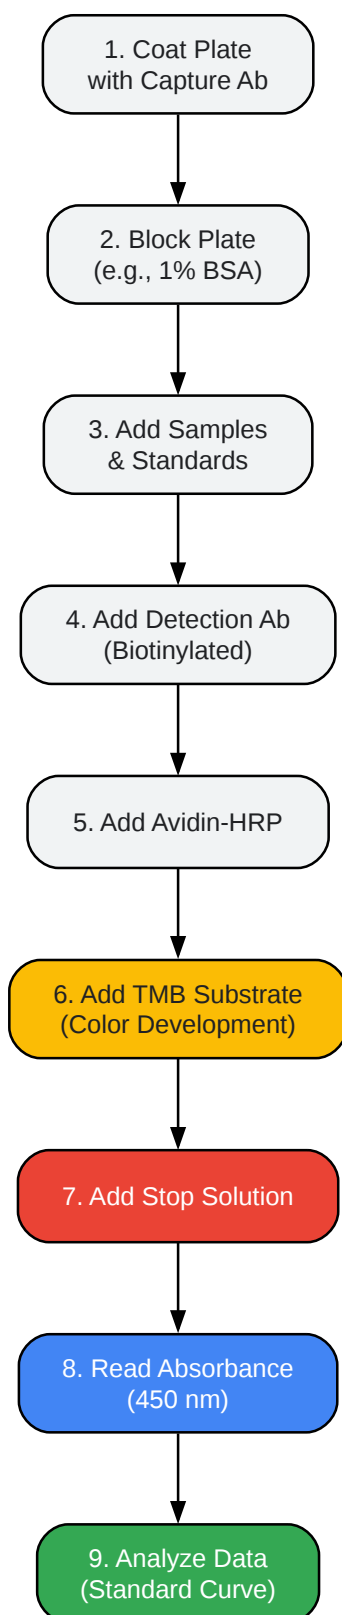 1. Coat Plate
with Capture Ab
2. Block Plate
(e.g., 1% BSA)
3. Add Samples
& Standards
4. Add Detection Ab
(Biotinylated)
5. Add Avidin-HRP
6. Add TMB Substrate
(Color Development)
7. Add Stop Solution
8. Read Absorbance
(450 nm)
9. Analyze Data
(Standard Curve)